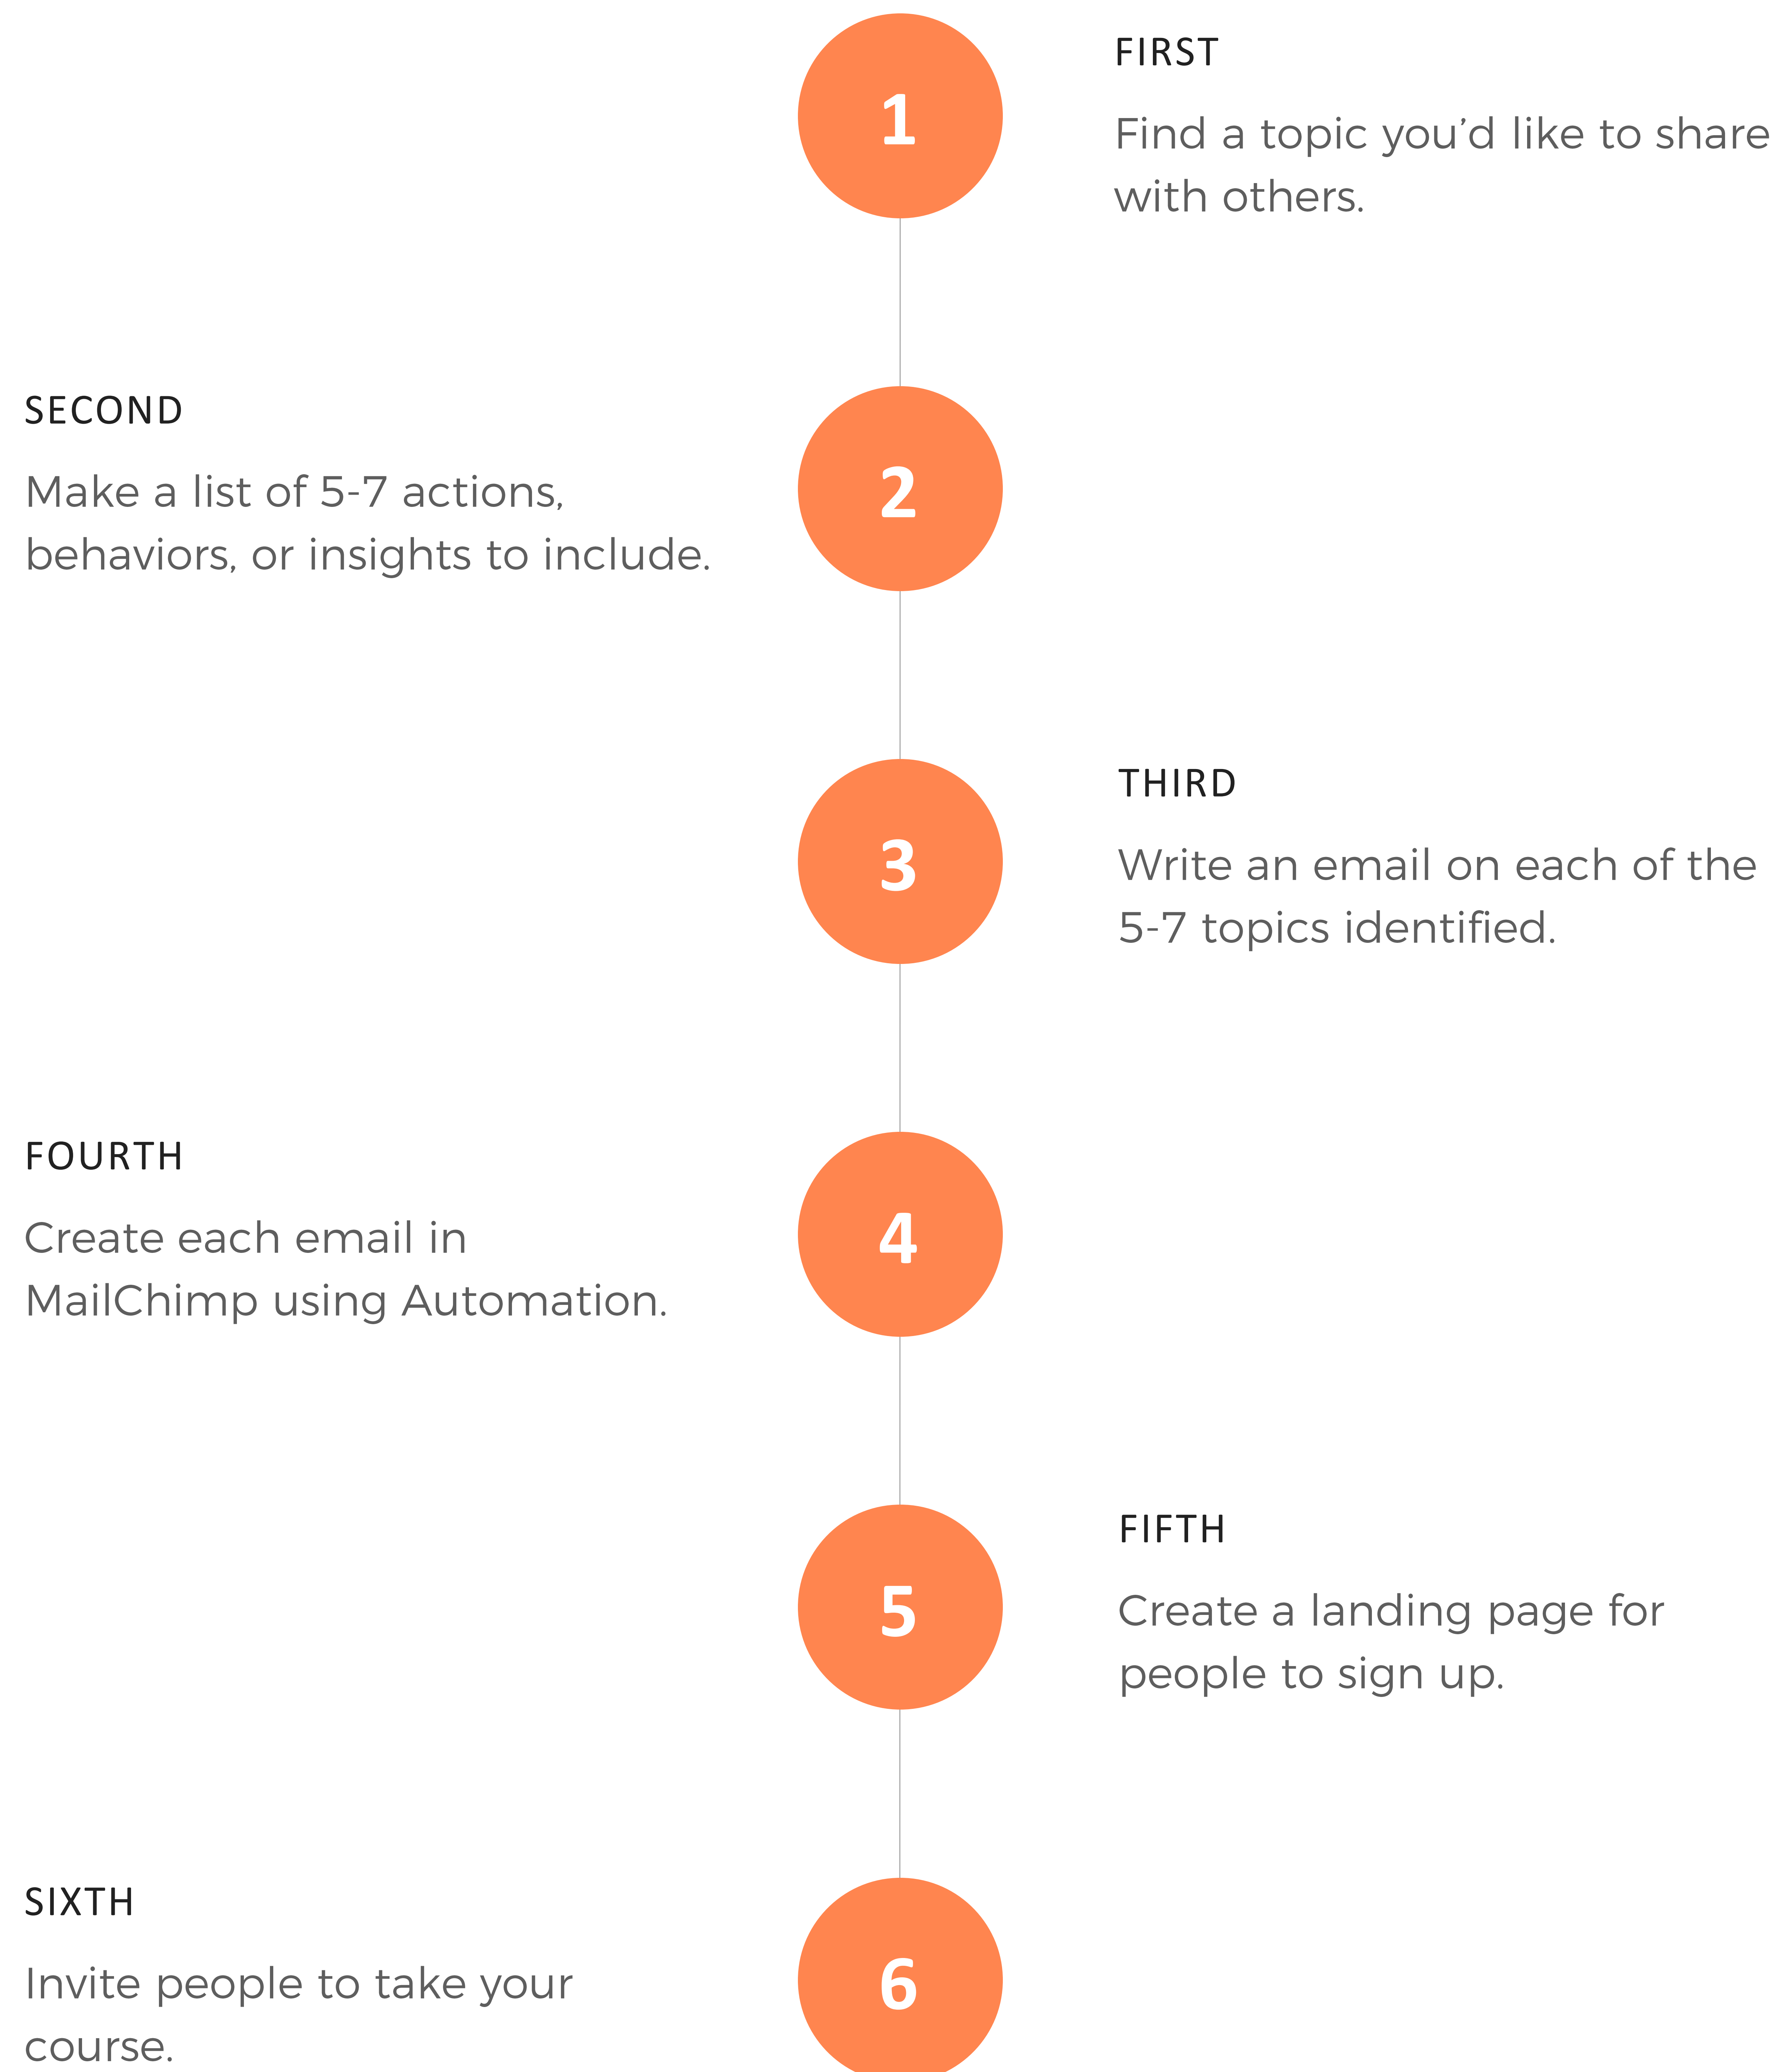 1
FIRST
Find a topic you’d like to share
with others.
SECOND
Make a list of 5-7 actions,
behaviors, or insights to include.
2
THIRD
3
Write an email on each of the
5-7 topics identified.
FOURTH
Create each email in
MailChimp using Automation.
4
FIFTH
5
Create a landing page for
people to sign up.
SIXTH
Invite people to take your
course.
6